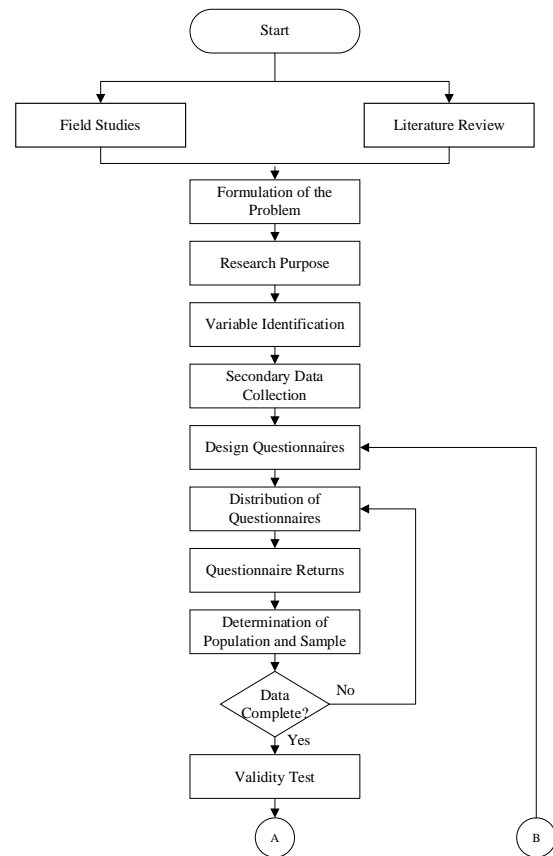 Start
Field Studies
Literature Review
Formulation of the
Problem
Research Purpose
Variable Identification
Secondary Data
Collection
Design Questionnaires
Distribution of
Questionnaires
Questionnaire Returns
Determination of
Population and Sample
Data
Complete?
No
Yes
Validity Test
A
B